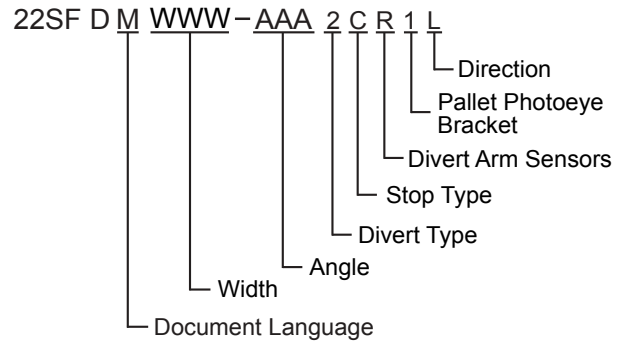 22SF D M WWW-AAA 2 C R 1 L
Direction
Pallet Photoeye
Bracket
Divert Arm Sensors
Stop Type
Divert Type
Angle
Width
Document Language